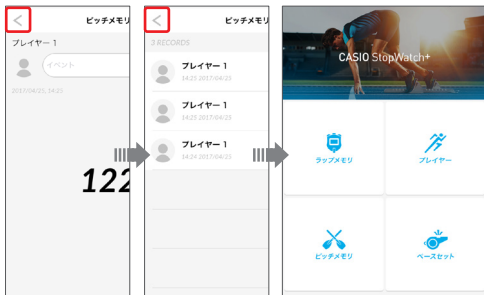 ピッチメモリ
プレイヤー 1
イベント
2017/04/23, 14:25
122
ピッチメモリ
3 RECORDS
プレイヤー 1
14:25 2017/04/23
プレイヤー 1
14:25 2017/04/23
プレイヤー 1
14:24 2017/04/23
CASIO StopWatch+
ラップメモリ
プレイヤー
ピッチメモリ
ペースセット